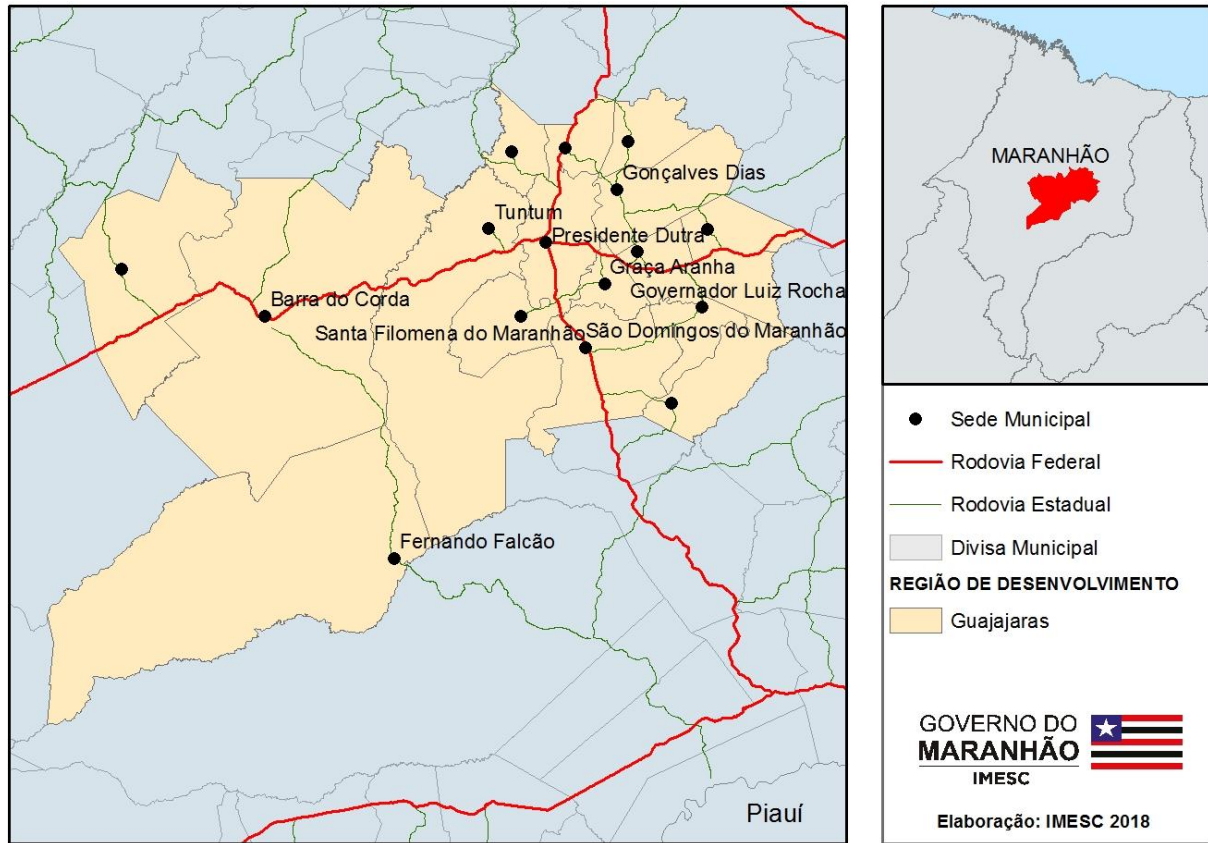 Gonçalves Dias
Tuntum
Presidente Dutra
Graça Aranha
Barra do Corda
Governador Luiz Rocha
Santa Filomena do Maranhão
São Domingos do Maranhão
Fernando Falcão
Piauí
MARANHÃO
Sede Municipal
Rodovia Federal
Rodovia Estadual
Divisa Municipal
REGIÃO DE DESENVOLVIMENTO
Guajajaras
GOVERNO DO
MARANHÃO
IMESC
Elaboração: IMESC 2018